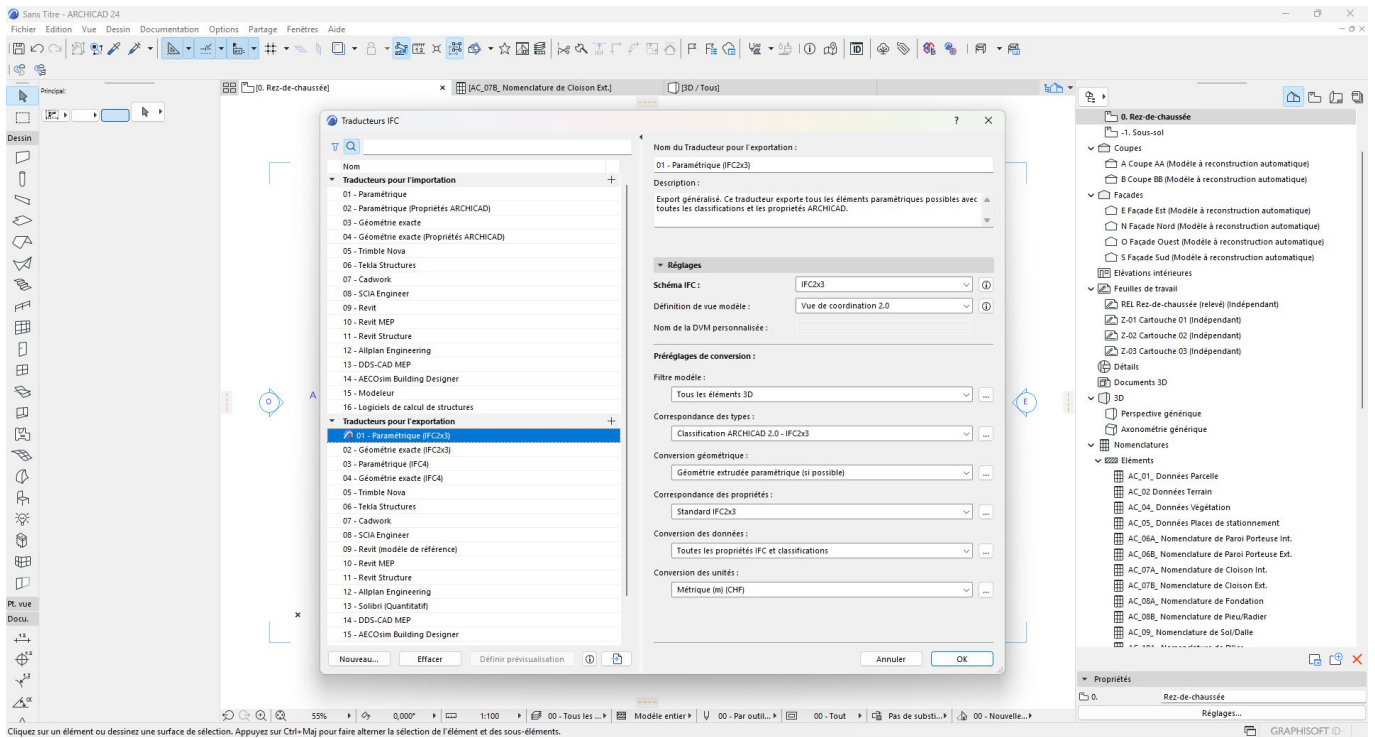 Sans Titre - ARCHICAD 24
Fichier Edition Vue Dessin Documentation Options Partage Fenêtres Aide
Principal:
[0. Rez-de-chaussée]
[AC_07B_ Nomenclature de Cloison Ext.]
[3D / Tous]
Dessin
Pt. vue
Docu.
Traducteurs IFC
Nom
Traducteurs pour l'importation
01 - Paramétrique
02 - Paramétrique (Propriétés ARCHICAD)
03 - Géométrie exacte
04 - Géométrie exacte (Propriétés ARCHICAD)
05 - Trimble Nova
06 - Tekla Structures
07 - Cadwork
08 - SCIA Engineer
09 - Revit
10 - Revit MEP
11 - Revit Structure
12 - Allplan Engineering
13 - DDS-CAD MEP
14 - AECOsim Building Designer
15 - Modeleur
16 - Logiciels de calcul de structures
Traducteurs pour l'exportation
01 - Paramétrique (IFC2x3)
02 - Géométrie exacte (IFC2x3)
03 - Paramétrique (IFC4)
04 - Géométrie exacte (IFC4)
05 - Trimble Nova
06 - Tekla Structures
07 - Cadwork
08 - SCIA Engineer
09 - Revit (modèle de référence)
10 - Revit MEP
11 - Revit Structure
12 - Allplan Engineering
13 - Solibri (Quantitatif)
14 - DDS-CAD MEP
15 - AECOsim Building Designer
Nouveau... Effacer Définir prévisualisation
Nom du Traducteur pour l'exportation :
01 - Paramétrique (IFC2x3)
Description :
Export généralisé. Ce traducteur exporte tous les éléments paramétriques possibles avec
toutes les classifications et les propriétés ARCHICAD.
Réglages
Schéma IFC : IFC2x3
Définition de vue modèle : Vue de coordination 2.0
Nom de la DVM personnalisée :
Préréglages de conversion :
Filtre modèle :
Tous les éléments 3D
Correspondance des types :
Classification ARCHICAD 2.0 - IFC2x3
Conversion géométrique :
Géométrie extrudée paramétrique (si possible)
Correspondance des propriétés :
Standard IFC2x3
Conversion des données :
Toutes les propriétés IFC et classifications
Conversion des unités :
Métrique (m) (CHF)
Annuler OK
O
A
E
0. Rez-de-chaussée
-1. Sous-sol
Coupes
A Coupe AA (Modèle à reconstruction automatique)
B Coupe BB (Modèle à reconstruction automatique)
Façades
E Façade Est (Modèle à reconstruction automatique)
N Facade Nord (Modèle à reconstruction automatique)
O Façade Ouest (Modèle à reconstruction automatique)
S Façade Sud (Modèle à reconstruction automatique)
Elévations intérieures
Feuilles de travail
REL Rez-de-chaussée (relevé) (Indépendant)
Z-01 Cartouche 01 (Indépendant)
Z-02 Cartouche 02 (Indépendant)
Z-03 Cartouche 03 (Indépendant)
Détails
Documents 3D
3D
Perspective générique
Axonométrie générique
Nomenclatures
Eléments
AC_01_ Données Parcelle
AC_02 Données Terrain
AC_04_ Données Végétation
AC_05_ Données Places de stationnement
AC_06A_ Nomenclature de Paroi Porteuse Int.
AC_06B_ Nomenclature de Paroi Porteuse Ext.
AC_07A_ Nomenclature de Cloison Int.
AC_07B_ Nomenclature de Cloison Ext.
AC_08A_ Nomenclature de Fondation
AC_08B_ Nomenclature de Pieu/Radier
AC_09_ Nomenclature de Sol/Dalle
Propriétés
0. Rez-de-chaussée
Réglages...
55% 0,000° 1:100 00 - Tous les ... Modèle entier 00 - Par outil... 00 - Tout Pas de substi... 00 - Nouvelle...
Cliquez sur un élément ou dessinez une surface de sélection. Appuyez sur Ctrl+Maj pour faire alterner la sélection de l'élément et des sous-éléments.
GRAPHISOFT ID